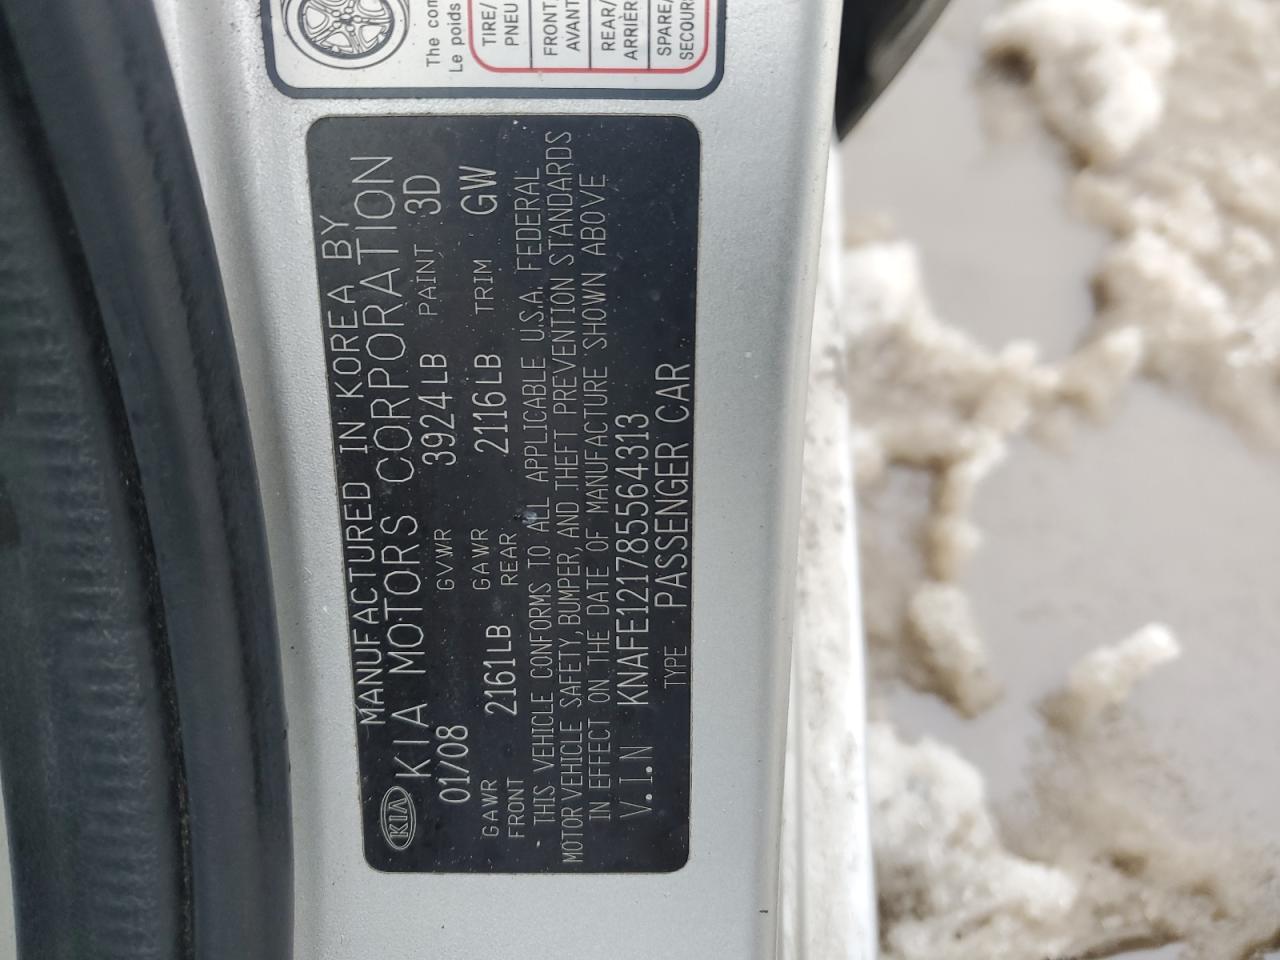 The com
Le poids
TIRE/
PNEU
FRONT/
AVANT
REAR/
ARRIÈR
SPARE/
SECOUR
MANUFACTURED IN KOREA BY
KIA KIA MOTORS CORPORATION
01/08 GVWR 3924LB PAINT 3D
GAWR FRONT 2161LB GAWR REAR 2116LB TRIM GW
THIS VEHICLE CONFORMS TO ALL APPLICABLE U.S.A. FEDERAL
MOTOR VEHICLE SAFETY, BUMPER, AND THEFT PREVENTION STANDARDS
IN EFFECT ON THE DATE OF MANUFACTURE SHOWN ABOVE
V.I.N KNAFE121785564313
TYPE PASSENGER CAR